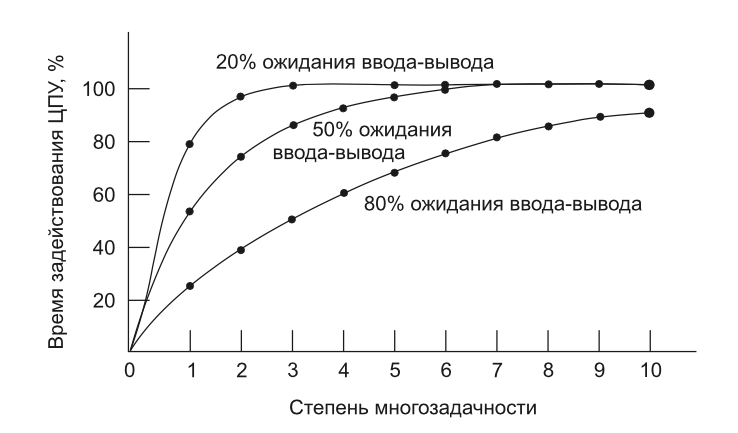 Время задействования ЦПУ, %
20% ожидания ввода-вывода
100
50% ожидания
ввода-вывода
80
60
80% ожидания ввода-вывода
40
20
0 1 2 3 4 5 6 7 8 9 10
Степень многозадачности